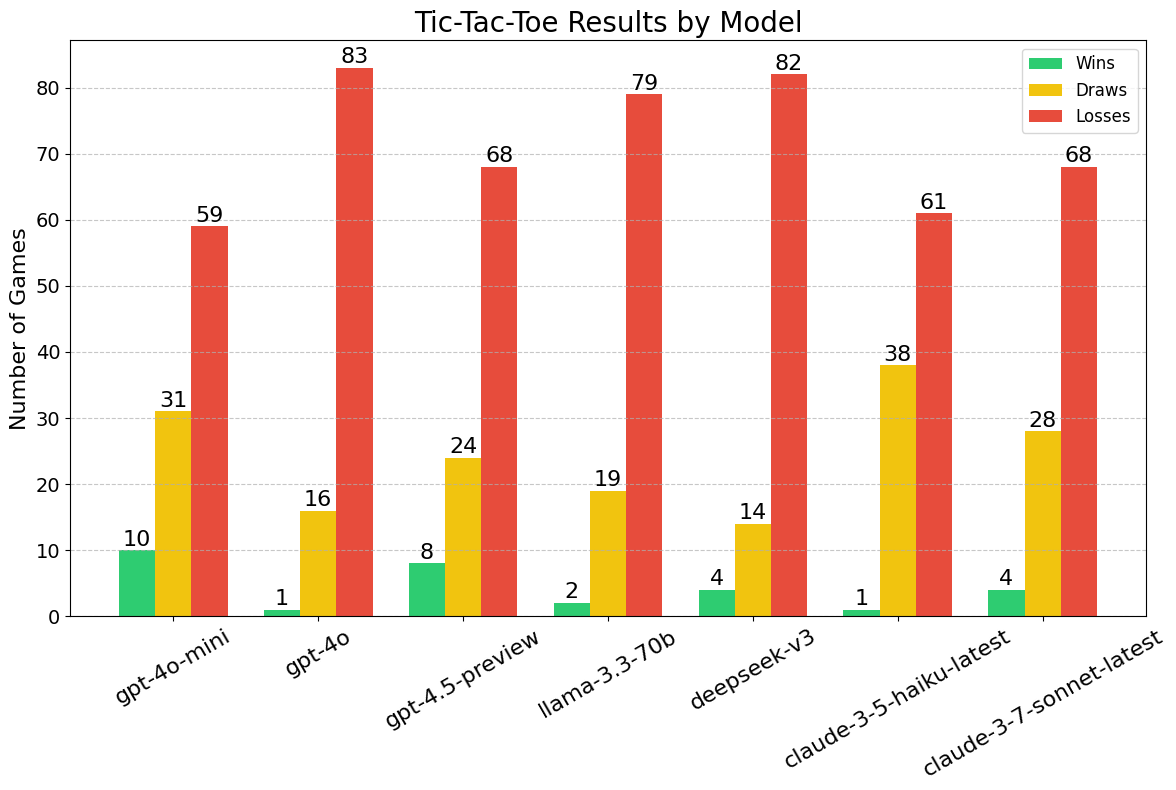 Tic-Tac-Toe Results by Model
Wins
Draws
Losses
Number of Games
80
70
60
50
40
30
20
10
0
10
31
59
1
16
83
8
24
68
2
19
79
4
14
82
1
38
61
4
28
68
gpt-4o-mini
gpt-4o
gpt-4.5-preview
llama-3.3-70b
deepseek-v3
claude-3-5-haiku-latest
claude-3-7-sonnet-latest